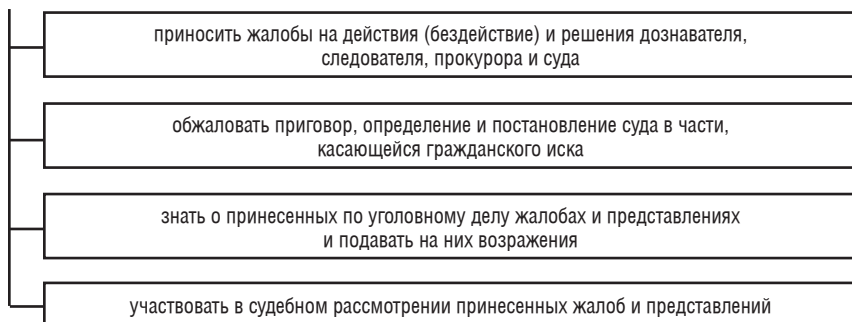 приносить жалобы на действия (бездействие) и решения дознавателя,
следователя, прокурора и суда
обжаловать приговор, определение и постановление суда в части,
касающейся гражданского иска
знать о принесенных по уголовному делу жалобах и представлениях
и подавать на них возражения
участвовать в судебном рассмотрении принесенных жалоб и представлений